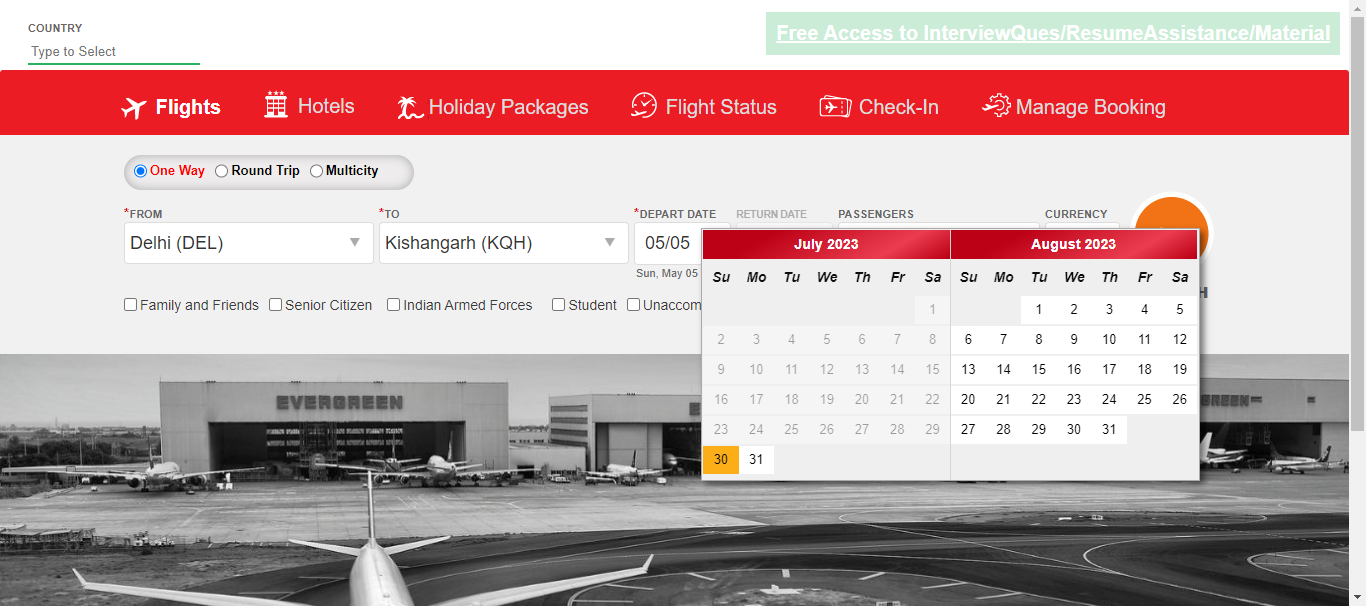 COUNTRY
Type to Select
Free Access to InterviewQues/ResumeAssistance/Material
Flights Hotels Holiday Packages Flight Status Check-In Manage Booking
One Way Round Trip Multicity
*FROM *TO *DEPART DATE RETURN DATE PASSENGERS CURRENCY
Delhi (DEL) Kishangarh (KQH) 05/05
Sun, May 05
Family and Friends Senior Citizen Indian Armed Forces Student Unaccom
H
July 2023
Su Mo Tu We Th Fr Sa
1
2 3 4 5 6 7 8
9 10 11 12 13 14 15
16 17 18 19 20 21 22
23 24 25 26 27 28 29
30 31
August 2023
Su Mo Tu We Th Fr Sa
1 2 3 4 5
6 7 8 9 10 11 12
13 14 15 16 17 18 19
20 21 22 23 24 25 26
27 28 29 30 31
EVERGREEN